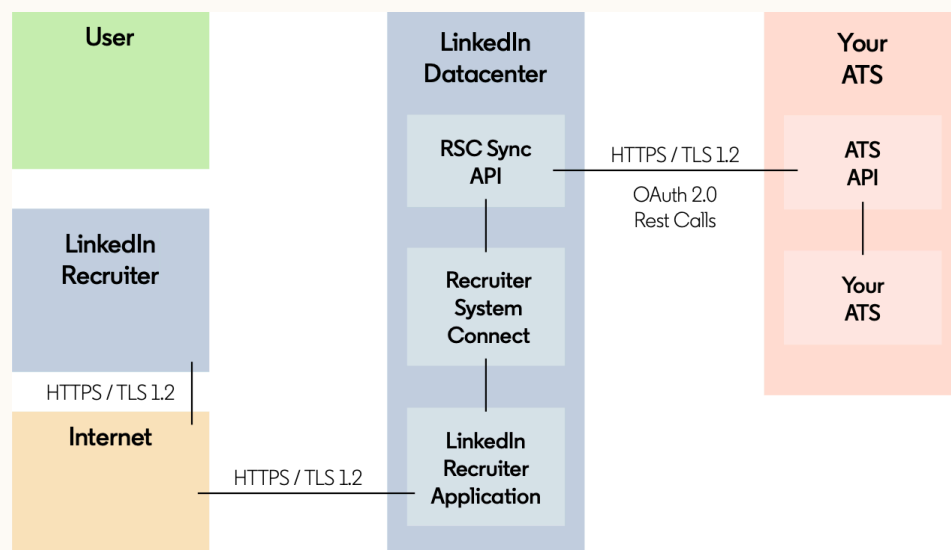 User
LinkedIn
Recruiter
HTTPS / TLS 1.2
Internet
HTTPS / TLS 1.2
LinkedIn
Datacenter
RSC Sync
API
Recruiter
System
Connect
LinkedIn
Recruiter
Application
HTTPS / TLS 1.2
OAuth 2.0
Rest Calls
Your
ATS
ATS
API
Your
ATS